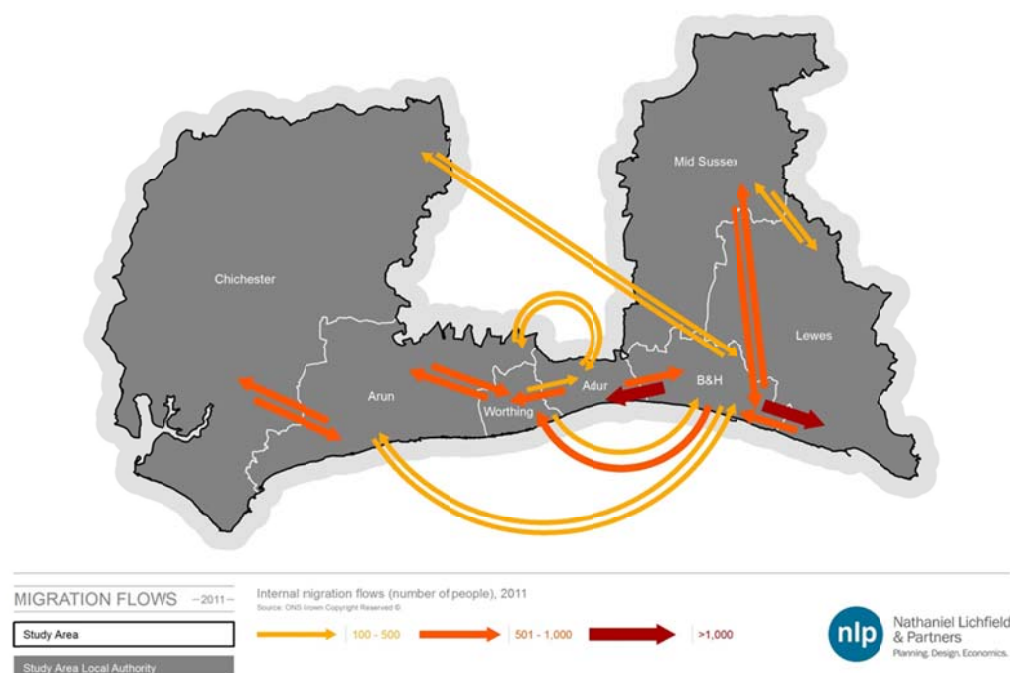 Mid Sussex
Chichester
Lewes
Arun
Adur
B&H
Worthing
MIGRATION FLOWS –2011–
Internal nigration flows (number of people), 2011
Source: ONS Irown Copyright Reserved ©
Study Area
100 - 500
501 - 1,000
>1,000
Study Area Local Authority
nlp
Nathaniel Lichfield
& Partners
Planning. Design. Economics.